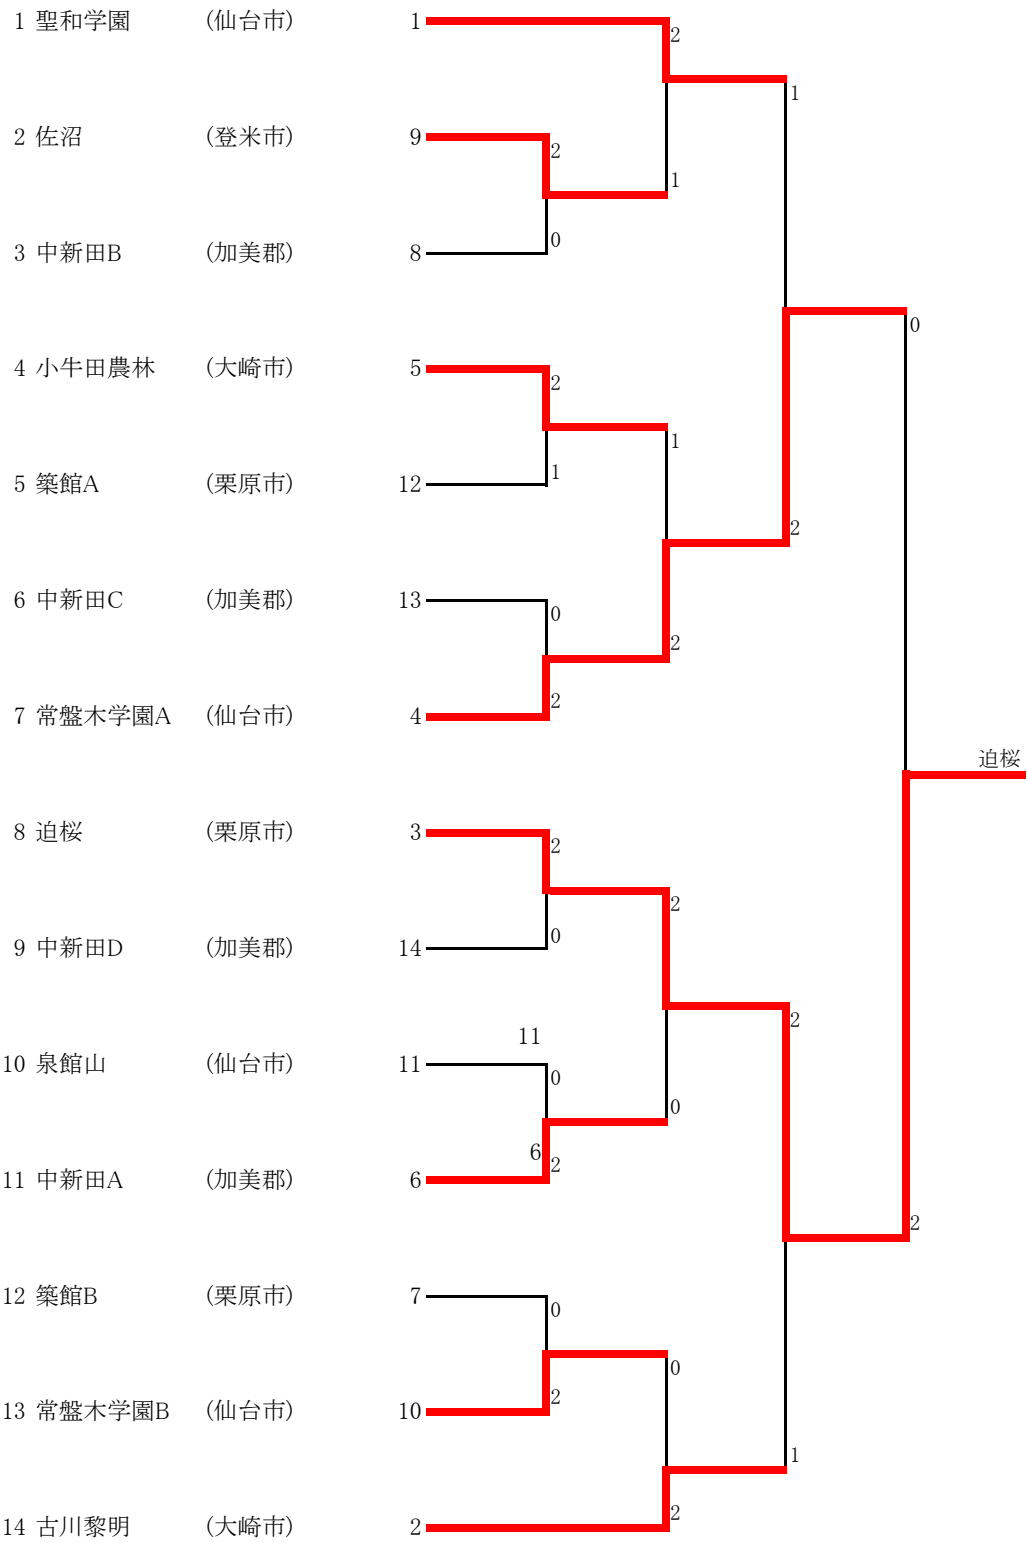 1 聖和学園 (仙台市) 1
2
1
2 佐沼 (登米市) 9
2
1
3 中新田B (加美郡) 8
0
0
4 小牛田農林 (大崎市) 5
2
1
5 築館A (栗原市) 12
1
2
6 中新田C (加美郡) 13
0
2
7 常盤木学園A (仙台市) 4
2
迫桜
8 迫桜 (栗原市) 3
2
2
9 中新田D (加美郡) 14
0
2
11
10 泉館山 (仙台市) 11
0
0
6
11 中新田A (加美郡) 6
2
2
12 築館B (栗原市) 7
0
0
13 常盤木学園B (仙台市) 10
2
1
14 古川黎明 (大崎市) 2
2